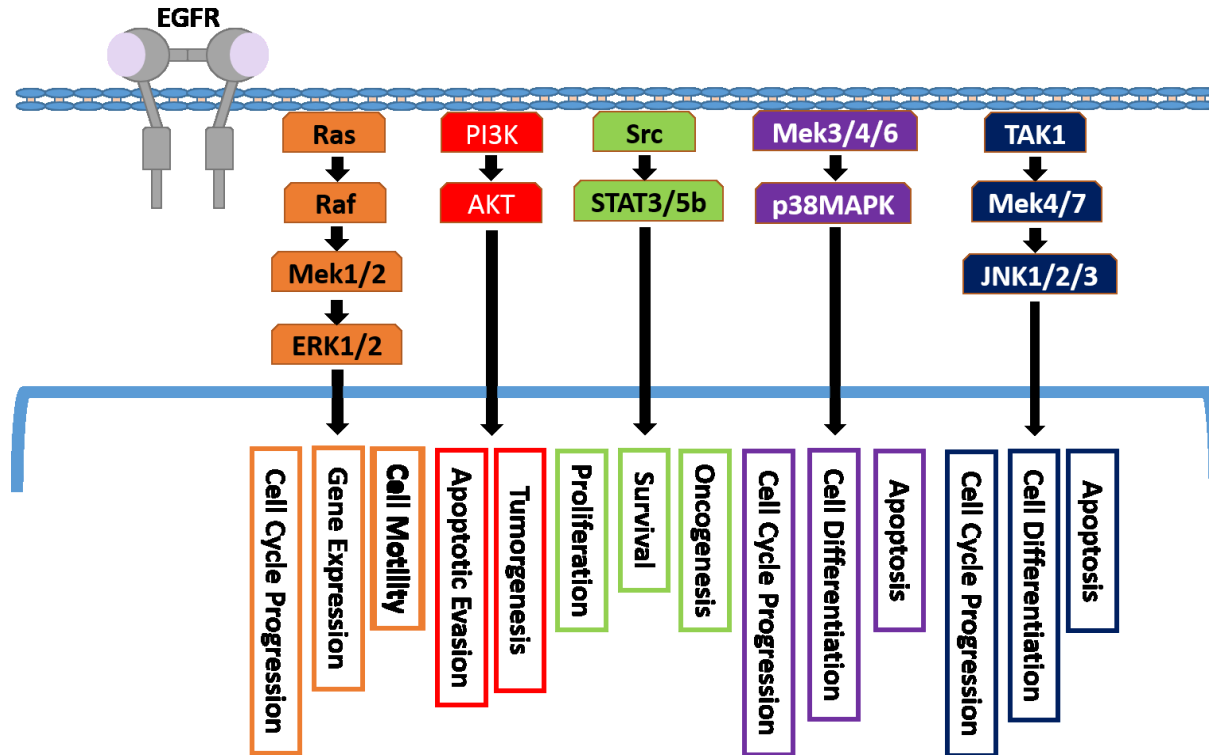 EGFR
Ras
PI3K
Src
Mek3/4/6
TAK1
Raf
AKT
STAT3/5b
p38MAPK
Mek4/7
Mek1/2
JNK1/2/3
ERK1/2
Cell Cycle Progression
Gene Expression
Cell Motility
Apoptotic Evasion
Tumorgenesis
Proliferation
Survival
Oncogenesis
Cell Cycle Progression
Cell Differentiation
Apoptosis
Cell Cycle Progression
Cell Differentiation
Apoptosis